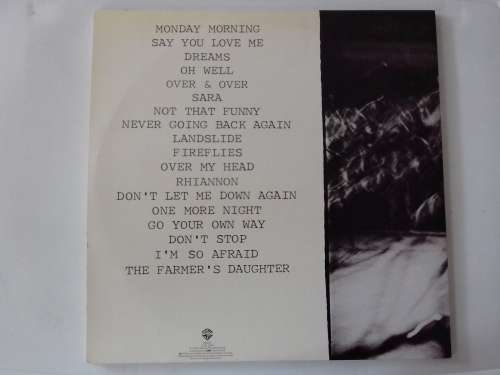 MONDAY MORNING
SAY YOU LOVE ME
DREAMS
OH WELL
OVER & OVER
SARA
NOT THAT FUNNY
NEVER GOING BACK AGAIN
LANDSLIDE
FIREFLIES
OVER MY HEAD
RHIANNON
DON'T LET ME DOWN AGAIN
ONE MORE NIGHT
GO YOUR OWN WAY
DON'T STOP
I'M SO AFRAID
THE FARMER'S DAUGHTER